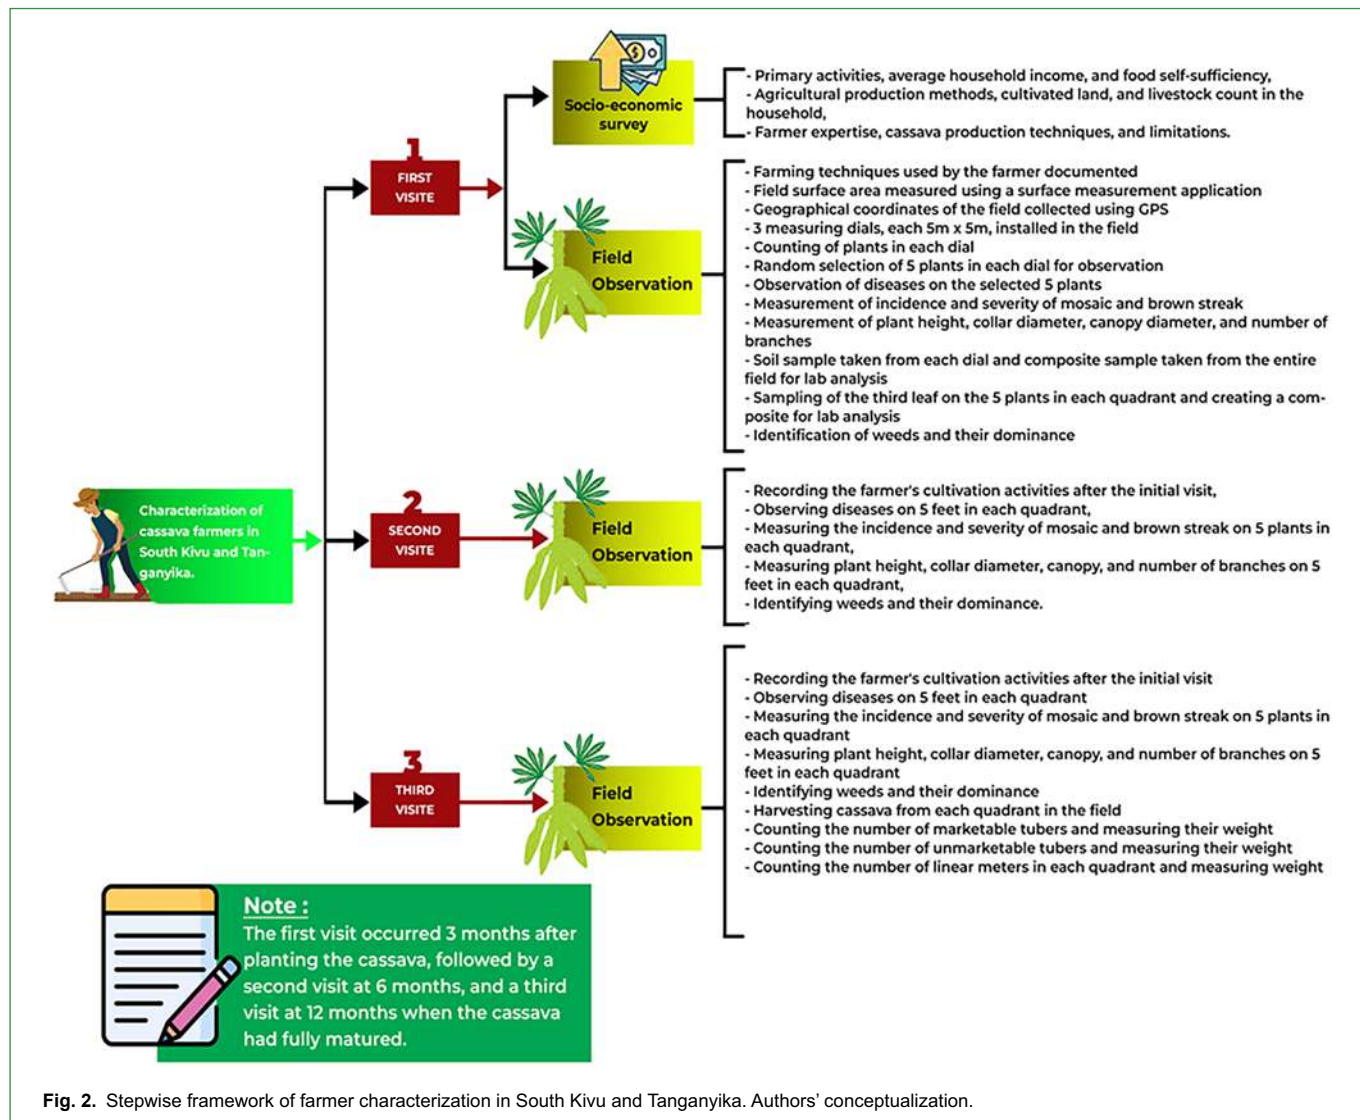 Socio-economic
survey
- Primary activities, average household income, and food self-sufficiency,
- Agricultural production methods, cultivated land, and livestock count in the
household,
- Farmer expertise, cassava production techniques, and limitations.
1
FIRST
VISITE
Field
Observation
- Farming techniques used by the farmer documented
- Field surface area measured using a surface measurement application
- Geographical coordinates of the field collected using GPS
- 3 measuring dials, each 5m x 5m, installed in the field
- Counting of plants in each dial
- Random selection of 5 plants in each dial for observation
- Observation of diseases on the selected 5 plants
- Measurement of incidence and severity of mosaic and brown streak
- Measurement of plant height, collar diameter, canopy diameter, and number of
branches
- Soil sample taken from each dial and composite sample taken from the entire
field for lab analysis
- Sampling of the third leaf on the 5 plants in each quadrant and creating a com-
posite for lab analysis
- Identification of weeds and their dominance
Characterization of
cassava farmers in
South Kivu and Tan-
ganyika.
2
SECOND
VISITE
Field
Observation
- Recording the farmer's cultivation activities after the initial visit,
- Observing diseases on 5 feet in each quadrant,
- Measuring the incidence and severity of mosaic and brown streak on 5 plants in
each quadrant,
- Measuring plant height, collar diameter, canopy, and number of branches on 5
feet in each quadrant,
- Identifying weeds and their dominance.
-
3
THIRD
VISITE
Field
Observation
- Recording the farmer's cultivation activities after the initial visit
- Observing diseases on 5 feet in each quadrant
- Measuring the incidence and severity of mosaic and brown streak on 5 plants in
each quadrant
- Measuring plant height, collar diameter, canopy, and number of branches on 5
feet in each quadrant
- Identifying weeds and their dominance
- Harvesting cassava from each quadrant in the field
- Counting the number of marketable tubers and measuring their weight
- Counting the number of unmarketable tubers and measuring their weight
- Counting the number of linear meters in each quadrant and measuring weight
Note :
The first visit occurred 3 months after
planting the cassava, followed by a
second visit at 6 months, and a third
visit at 12 months when the cassava
had fully matured.
Fig. 2. Stepwise framework of farmer characterization in South Kivu and Tanganyika. Authors' conceptualization.